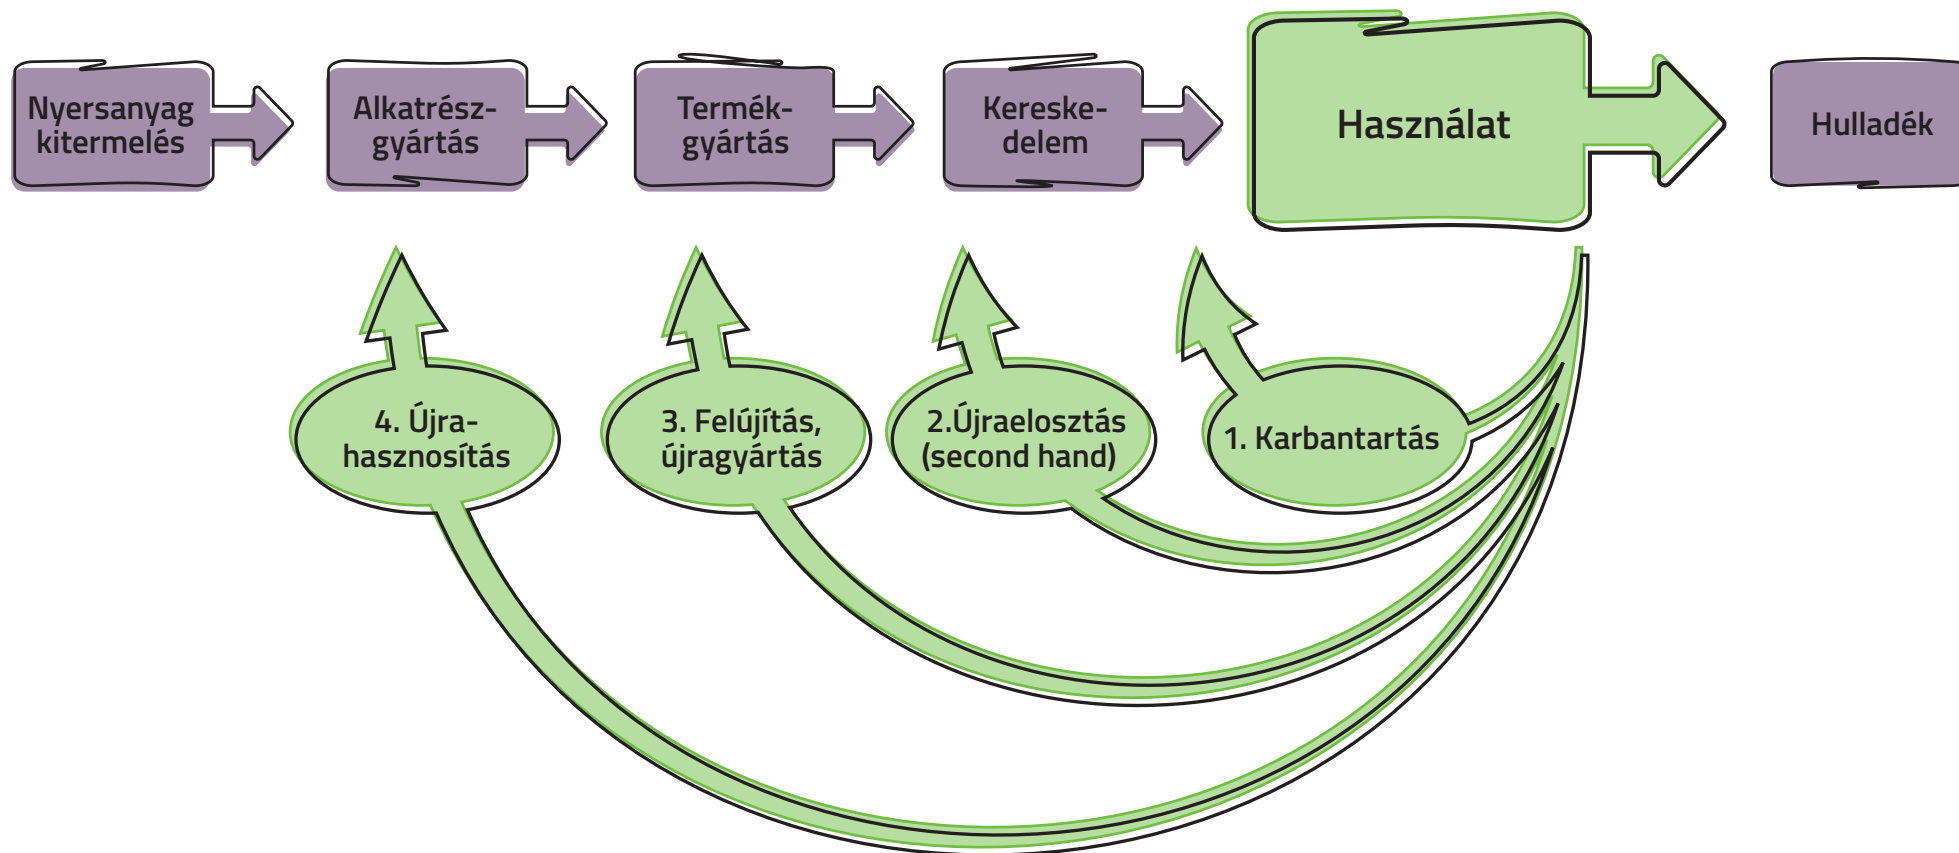 Nyersanyag
kitermelés
Alkatrész-
gyártás
Termék-
gyártás
Kereske-
delem
Használat
Hulladék
4. Újra-
hasznosítás
3. Felújítás,
újragyártás
2.Újraelosztás
(second hand)
1. Karbantartás